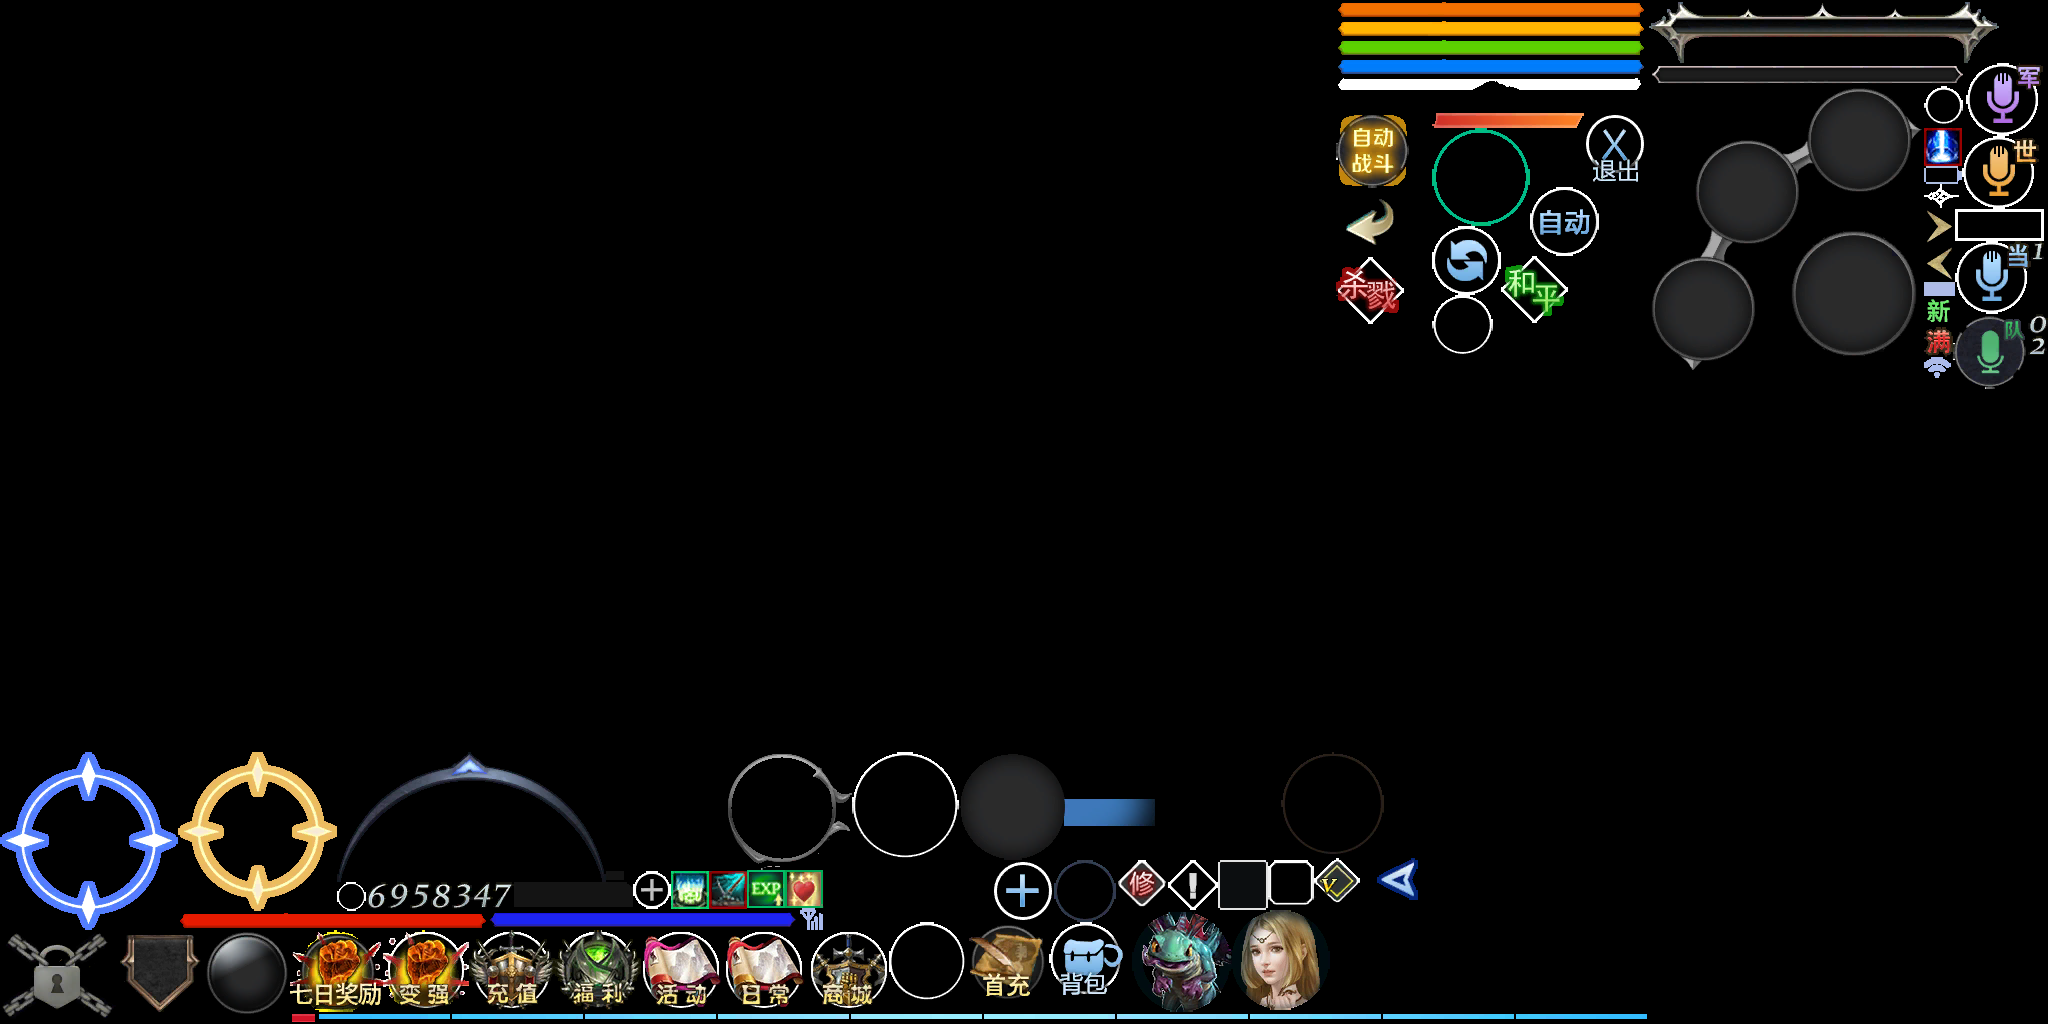 军
自动
战斗
世
X
退出
自动
当1
杀戮
和平
新
队0
满
2
修
!
V
6958347
EXP
七日奖励
变强
充值
福利
活动
日常
商城
首充
背包